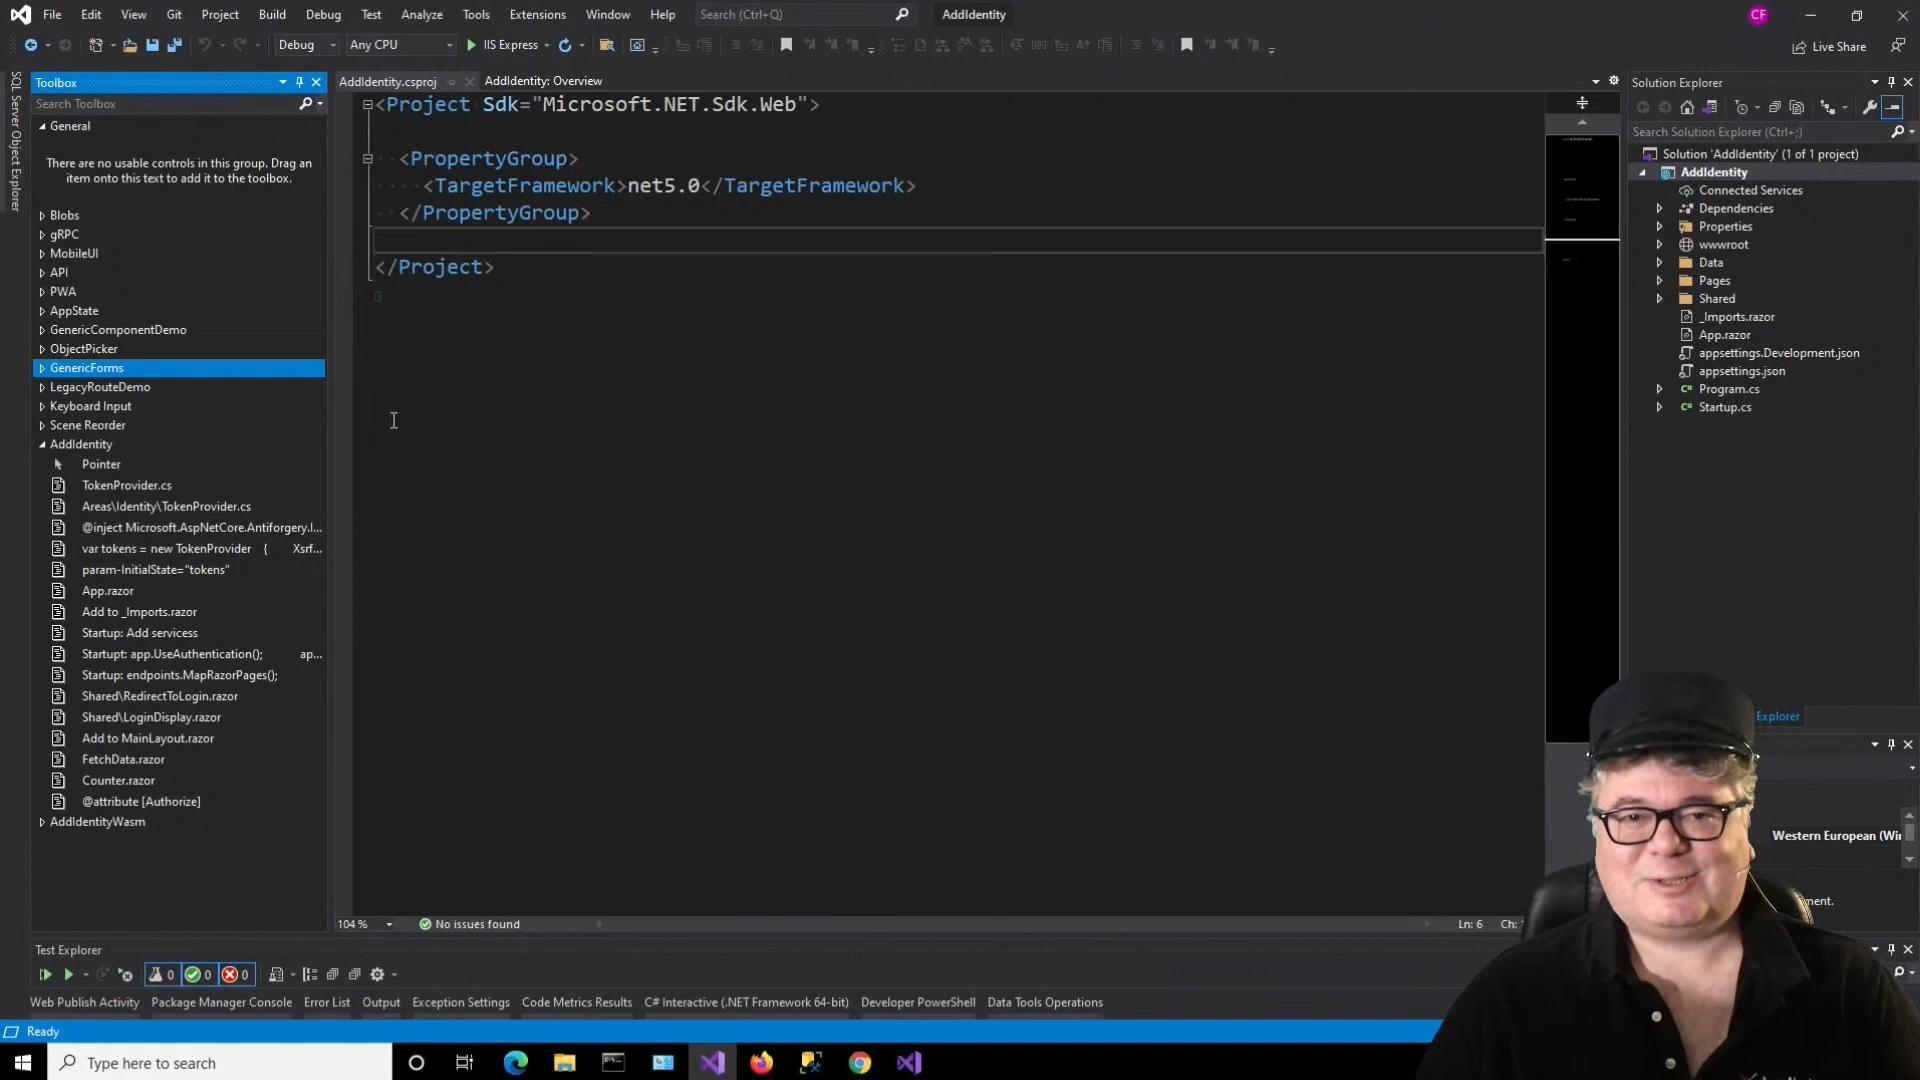 File Edit View Git Project Build Debug Test Analyze Tools Extensions Window Help Search (Ctrl+Q) AddIdentity CF
Debug Any CPU IIS Express Live Share
SQL Server Object Explorer
Toolbox
Search Toolbox
General
There are no usable controls in this group. Drag an
item onto this text to add it to the toolbox.
Blobs
gRPC
MobileUI
API
PWA
AppState
GenericComponentDemo
ObjectPicker
GenericForms
LegacyRouteDemo
Keyboard Input
Scene Reorder
AddIdentity
Pointer
TokenProvider.cs
Areas\Identity\TokenProvider.cs
@inject Microsoft.AspNetCore.Antiforgery.I...
var tokens = new TokenProvider { Xsrf...
param-InitialState="tokens"
App.razor
Add to _Imports.razor
Startup: Add servicess
Startupt: app.UseAuthentication(); ap...
Startup: endpoints.MapRazorPages();
Shared\RedirectToLogin.razor
Shared\LoginDisplay.razor
Add to MainLayout.razor
FetchData.razor
Counter.razor
@attribute [Authorize]
AddIdentityWasm
AddIdentity.csproj AddIdentity: Overview
<Project Sdk="Microsoft.NET.Sdk.Web">
<PropertyGroup>
<TargetFramework>net5.0</TargetFramework>
</PropertyGroup>
</Project>
104 % No issues found Ln: 6 Ch:
Solution Explorer
Search Solution Explorer (Ctrl+;)
Solution 'AddIdentity' (1 of 1 project)
AddIdentity
Connected Services
Dependencies
Properties
wwwroot
Data
Pages
Shared
_Imports.razor
App.razor
appsettings.Development.json
appsettings.json
Program.cs
Startup.cs
Explorer
Western European (Win
ment.
Test Explorer
0 0 0
Web Publish Activity Package Manager Console Error List Output Exception Settings Code Metrics Results C# Interactive (.NET Framework 64-bit) Developer PowerShell Data Tools Operations
Ready
Type here to search